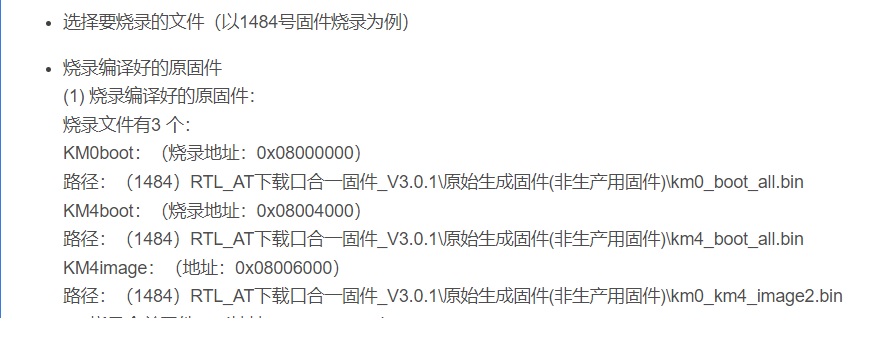 • 选择要烧录的文件（以1484号固件烧录为例）
• 烧录编译好的原固件
(1) 烧录编译好的原固件：
烧录文件有3 个：
KM0boot：（烧录地址：0x08000000）
路径：（1484）RTL_AT下载口合一固件_V3.0.1\原始生成固件(非生产用固件)\km0_boot_all.bin
KM4boot：（烧录地址：0x08004000）
路径：（1484）RTL_AT下载口合一固件_V3.0.1\原始生成固件(非生产用固件)\km4_boot_all.bin
KM4image：（地址：0x08006000）
路径：（1484）RTL_AT下载口合一固件_V3.0.1\原始生成固件(非生产用固件)\km0_km4_image2.bin